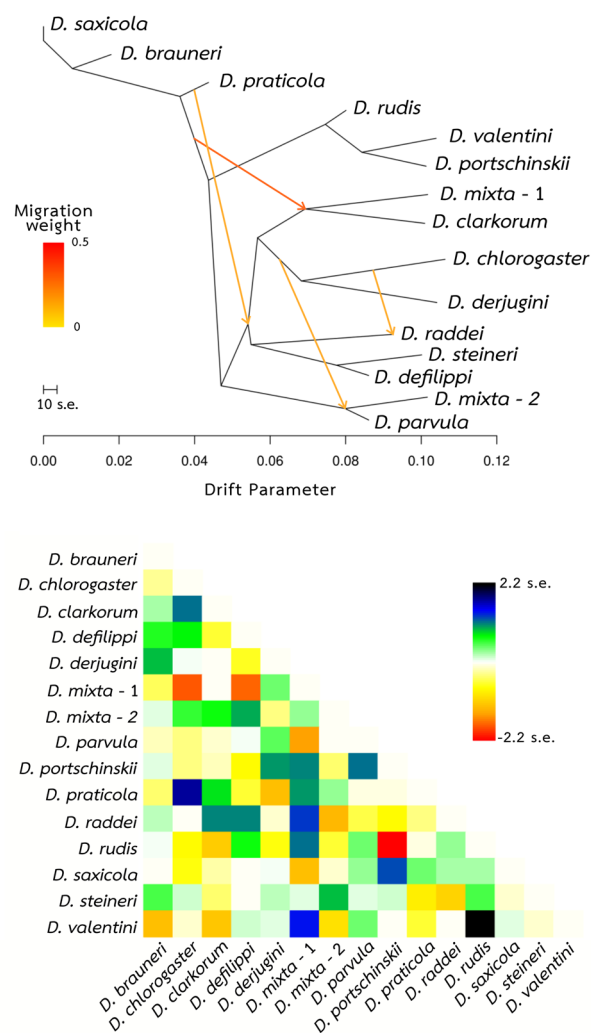 D. saxicola
D. brauneri
D. praticola
D. rudis
D. valentini
D. portschinskii
D. mixta - 1
D. clarkorum
D. chlorogaster
D. derjugini
D. raddei
D. steineri
D. defilippi
D. mixta - 2
D. parvula
Migration
weight
0.5
0
10 s.e.
0.00 0.02 0.04 0.06 0.08 0.10 0.12
Drift Parameter
D. brauneri
D. chlorogaster
D. clarkorum
D. defilippi
D. derjugini
D. mixta - 1
D. mixta - 2
D. parvula
D. portschinskii
D. praticola
D. raddei
D. rudis
D. saxicola
D. steineri
D. valentini
2.2 s.e.
-2.2 s.e.
D. brauneri
D. chlorogaster
D. clarkorum
D. defilippi
D. derjugini
D. mixta - 1
D. mixta - 2
D. parvula
D. portschinskii
D. praticola
D. raddei
D. rudis
D. saxicola
D. steineri
D. valentini